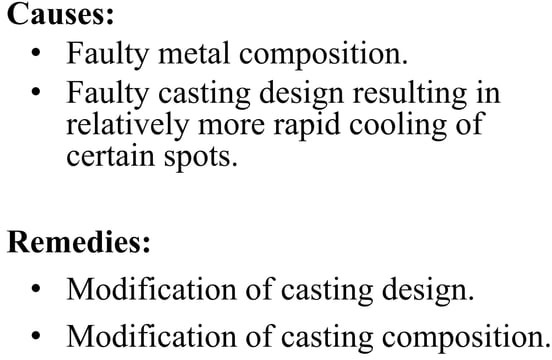 Causes:
• Faulty metal composition.
• Faulty casting design resulting in
relatively more rapid cooling of
certain spots.
Remedies:
• Modification of casting design.
• Modification of casting composition.